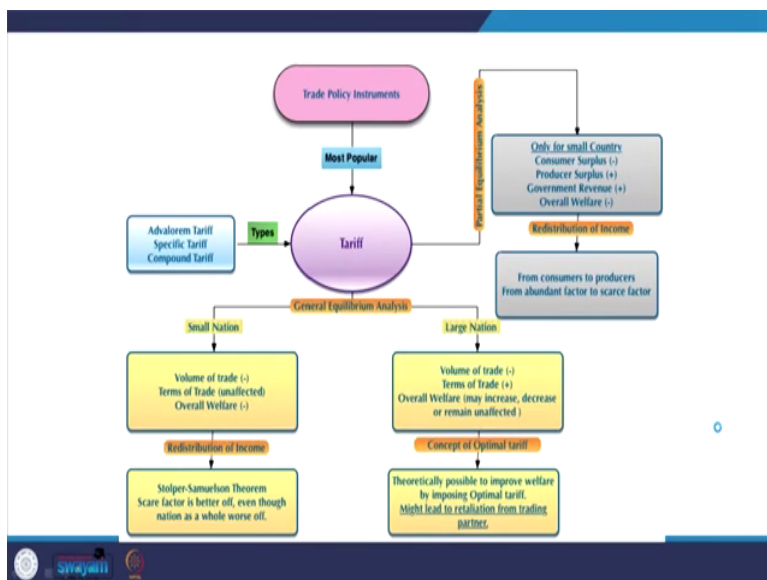 Trade Policy Instruments
Most Popular
Partial Equilibrium Analysis
Only for small Country
Consumer Surplus (-)
Producer Surplus (+)
Government Revenue (+)
Overall Welfare (-)
Redistribution of Income
From consumers to producers
From abundant factor to scarce factor
Advalorem Tariff
Specific Tariff
Compound Tariff
Types
Tariff
General Equilibrium Analysis
Small Nation
Large Nation
Volume of trade (-)
Terms of Trade (unaffected)
Overall Welfare (-)
Redistribution of Income
Stolper-Samuelson Theorem
Scare factor is better off, even though
nation as a whole worse off.
Volume of trade (-)
Terms of Trade (+)
Overall Welfare (may increase, decrease
or remain unaffected )
Concept of Optimal tariff
Theoretically possible to improve welfare
by imposing Optimal tariff.
Might lead to retaliation from trading
partner.
swayam